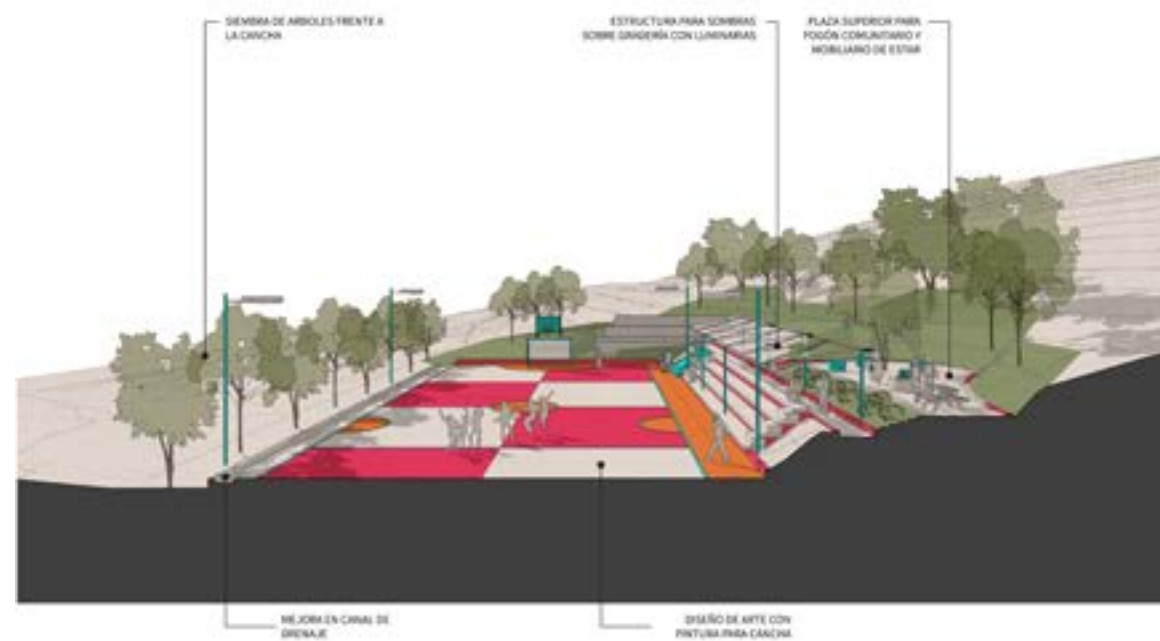 SIEMBRA DE ARBOLES FRENTE A
LA CANCHA
ESTRUCTURA PARA SOMBRAS
SOBRE GRADERÍA CON LUMINARIAS
PLAZA SUPERIOR PARA
FOGÓN COMUNITARIO Y
MOBILIARIO DE ESTAR
MEJORA EN CANAL DE
DRENAJE
DISEÑO DE ARTE CON
PINTURA PARA CANCHA